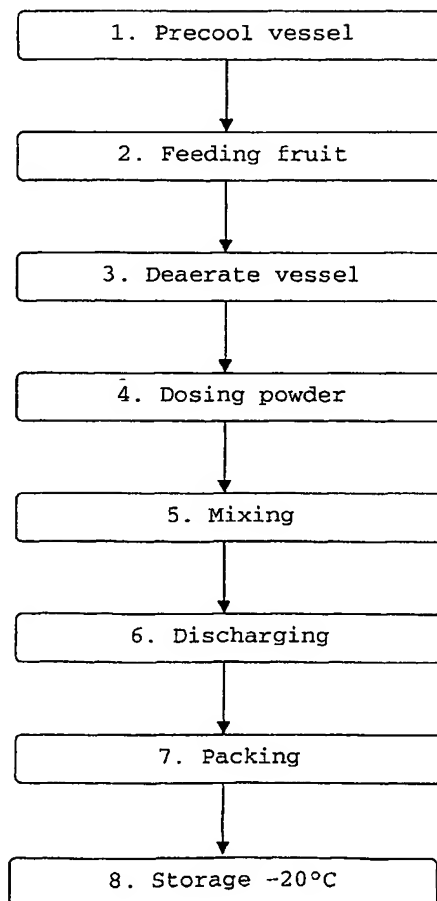 1. Precool vessel
2. Feeding fruit
3. Deaerate vessel
4. Dosing powder
5. Mixing
6. Discharging
7. Packing
8. Storage -20°C